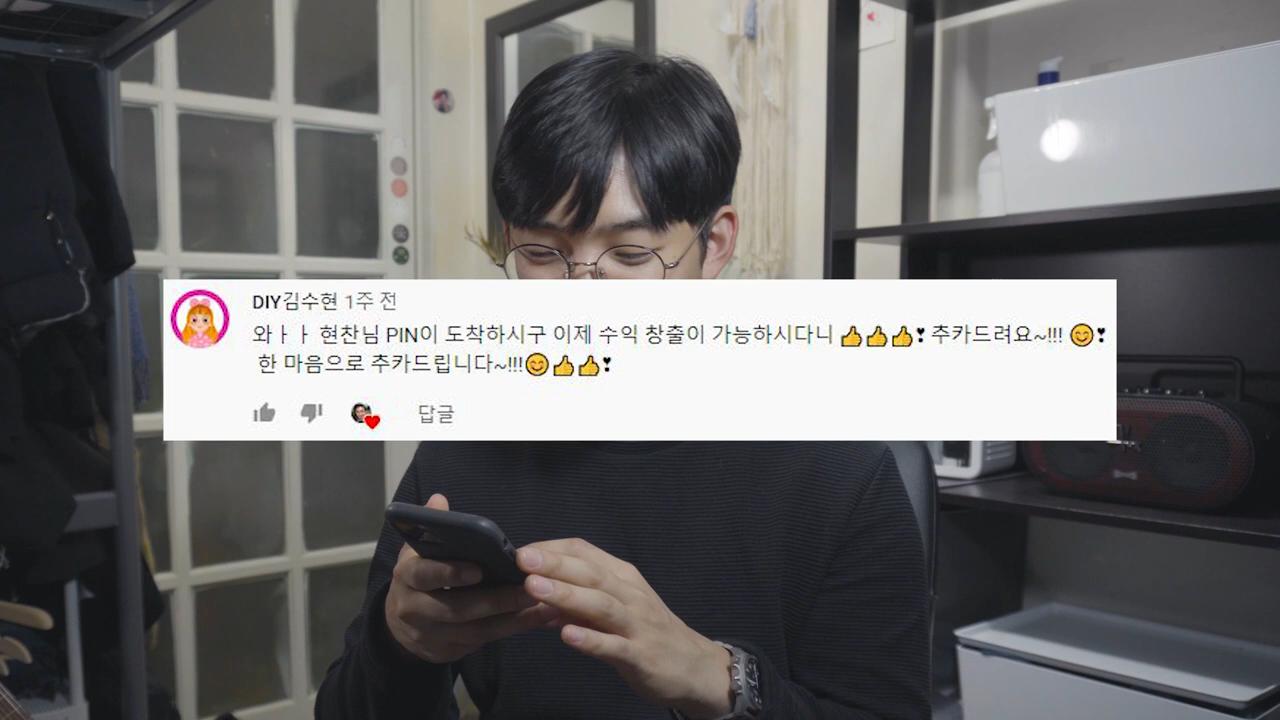 DIY김수현 1주 전
와ㅏㅏ 현찬님 PIN이 도착하시구 이제 수익 창출이 가능하시다니 👍👍👍❣ 추카드려요~!!! 😊❣
한 마음으로 추카드립니다~!!!😊👍👍❣
답글